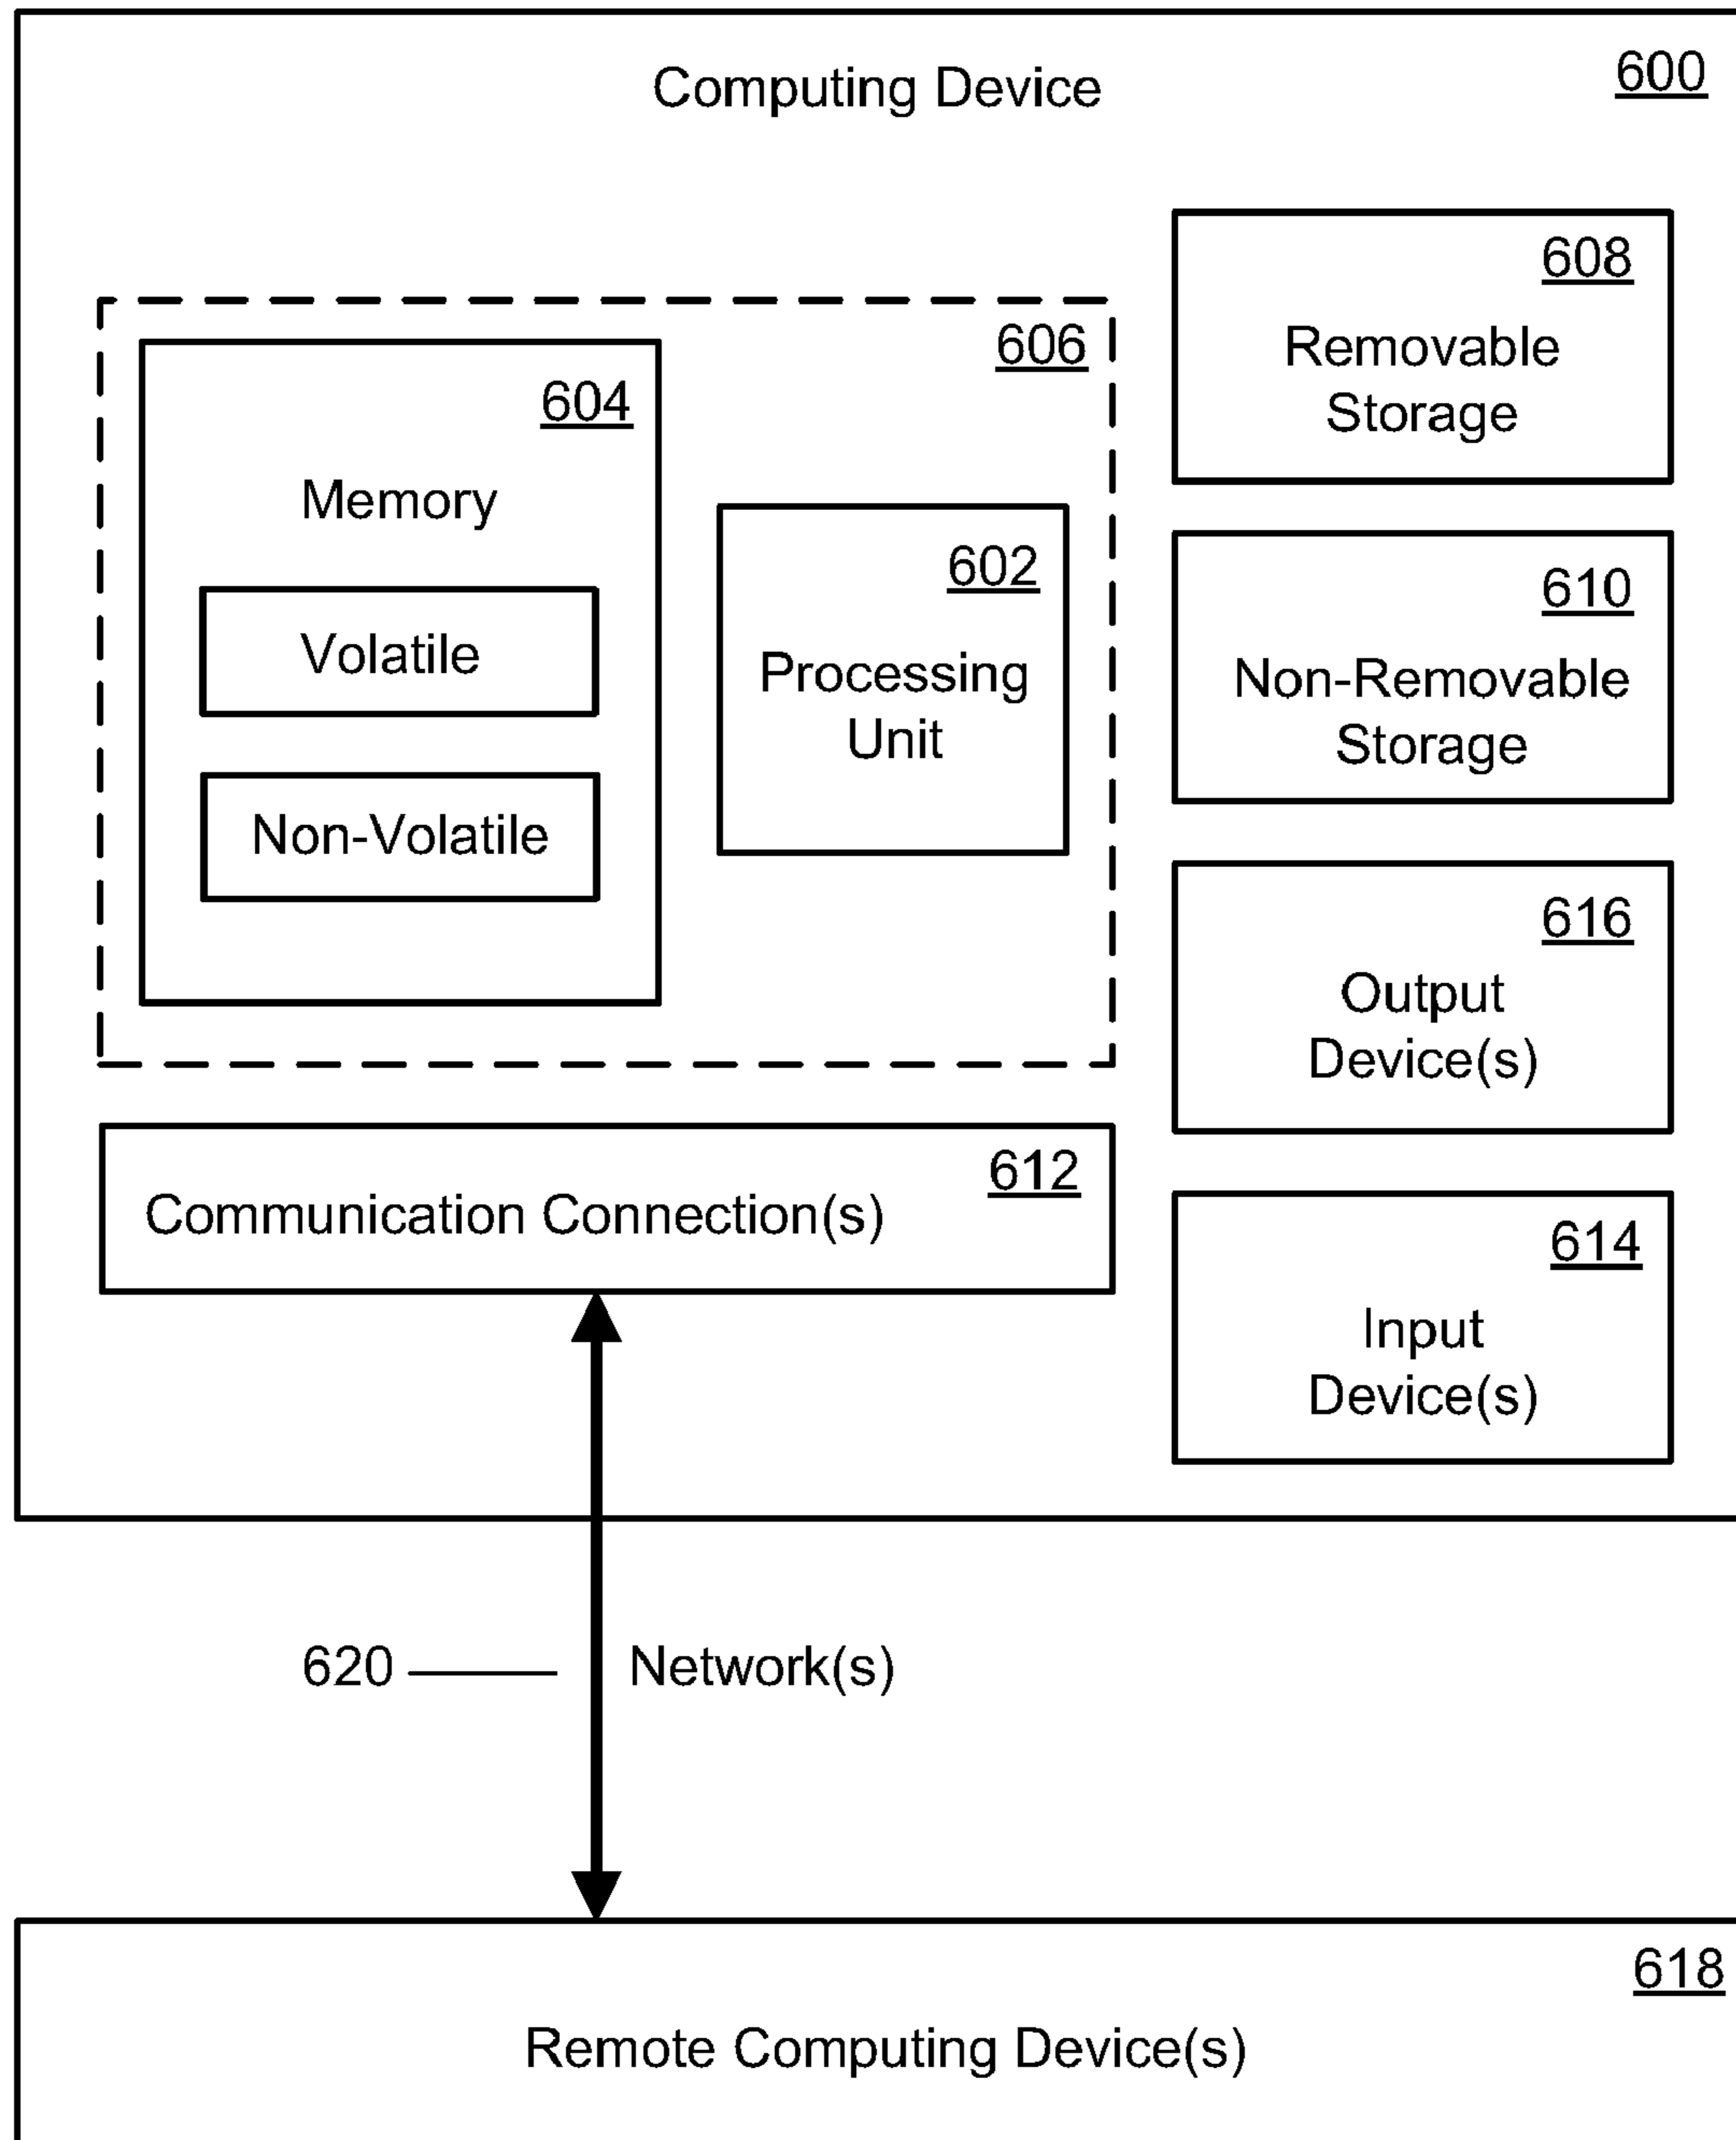 Computing Device
600
606
604
Memory
Volatile
Non-Volatile
602
Processing
Unit
608
Removable
Storage
610
Non-Removable
Storage
616
Output
Device(s)
612
Communication Connection(s)
614
Input
Device(s)
620
Network(s)
618
Remote Computing Device(s)